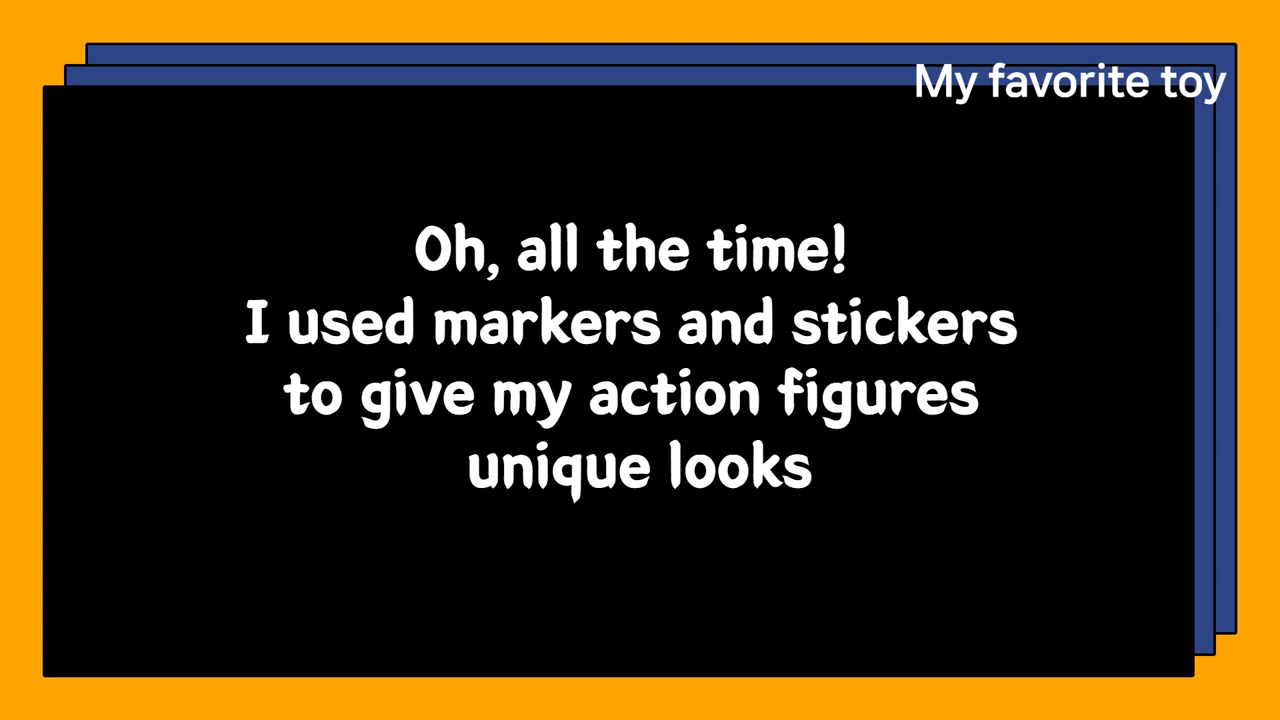 My favorite toy
Oh, all the time!
I used markers and stickers
to give my action figures
unique looks